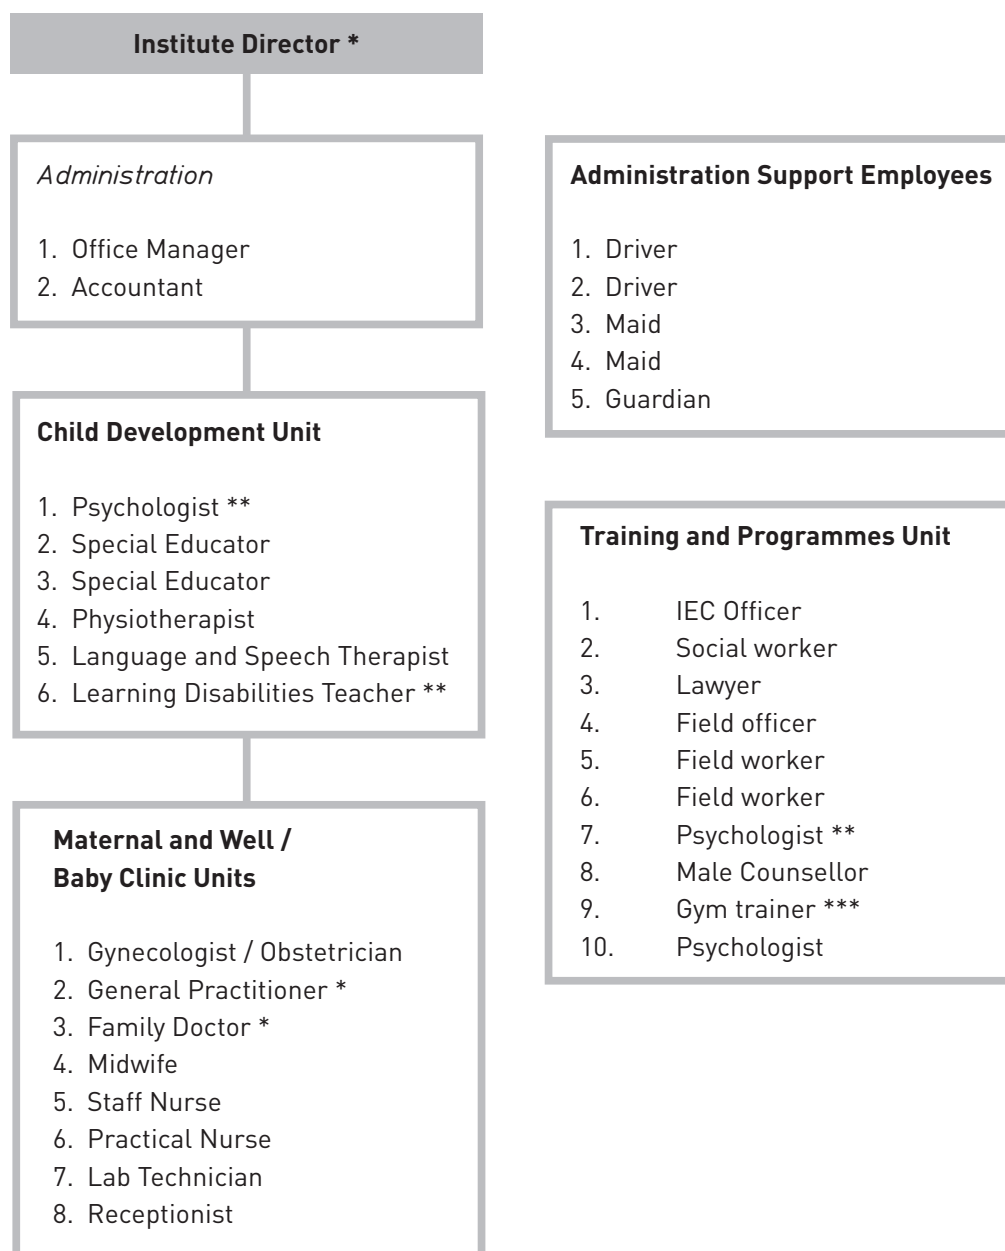 Institute Director *
Administration
1. Office Manager
2. Accountant
Child Development Unit
1. Psychologist **
2. Special Educator
3. Special Educator
4. Physiotherapist
5. Language and Speech Therapist
6. Learning Disabilities Teacher **
Maternal and Well /
Baby Clinic Units
1. Gynecologist / Obstetrician
2. General Practitioner *
3. Family Doctor *
4. Midwife
5. Staff Nurse
6. Practical Nurse
7. Lab Technician
8. Receptionist
Administration Support Employees
1. Driver
2. Driver
3. Maid
4. Maid
5. Guardian
Training and Programmes Unit
1. IEC Officer
2. Social worker
3. Lawyer
4. Field officer
5. Field worker
6. Field worker
7. Psychologist **
8. Male Counsellor
9. Gym trainer ***
10. Psychologist